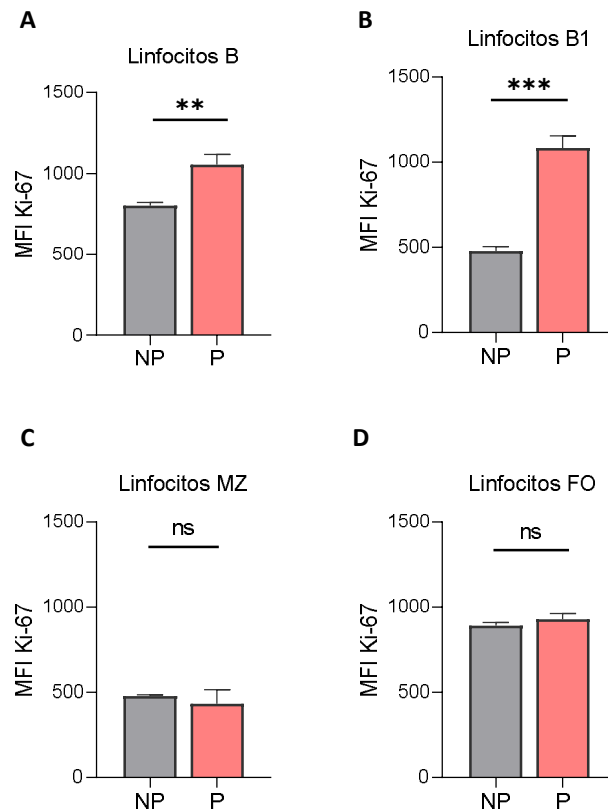 A
Linfocitos B
**
MFI Ki-67
1500
1000
500
0
NP P
B
Linfocitos B1
***
MFI Ki-67
1500
1000
500
0
NP P
C
Linfocitos MZ
ns
MFI Ki-67
1500
1000
500
0
NP P
D
Linfocitos FO
ns
MFI Ki-67
1500
1000
500
0
NP P